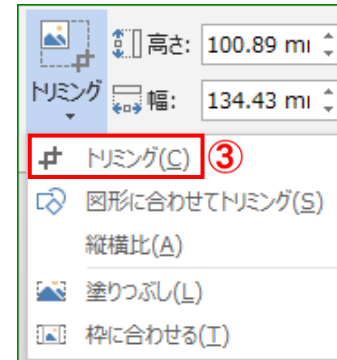 高さ: 100.89 mı
トリミング
幅: 134.43 mı
トリミング(C) ③
図形に合わせてトリミング(S)
縦横比(A)
塗りつぶし(L)
枠に合わせる(T)